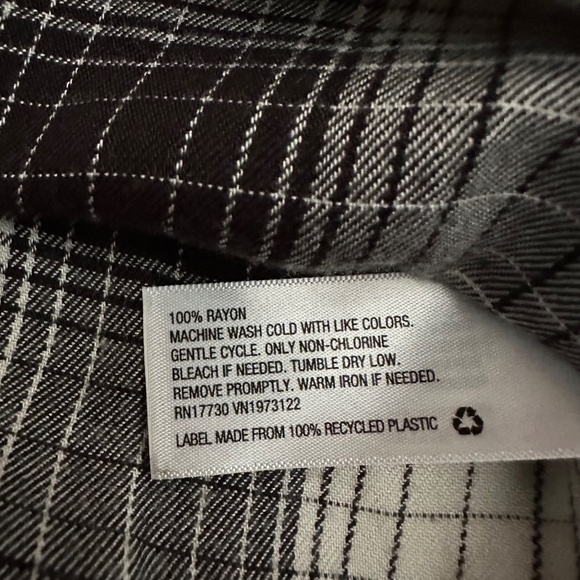 100% RAYON
MACHINE WASH COLD WITH LIKE COLORS.
GENTLE CYCLE. ONLY NON-CHLORINE
BLEACH IF NEEDED. TUMBLE DRY LOW.
REMOVE PROMPTLY. WARM IRON IF NEEDED.
RN17730 VN1973122
LABEL MADE FROM 100% RECYCLED PLASTIC